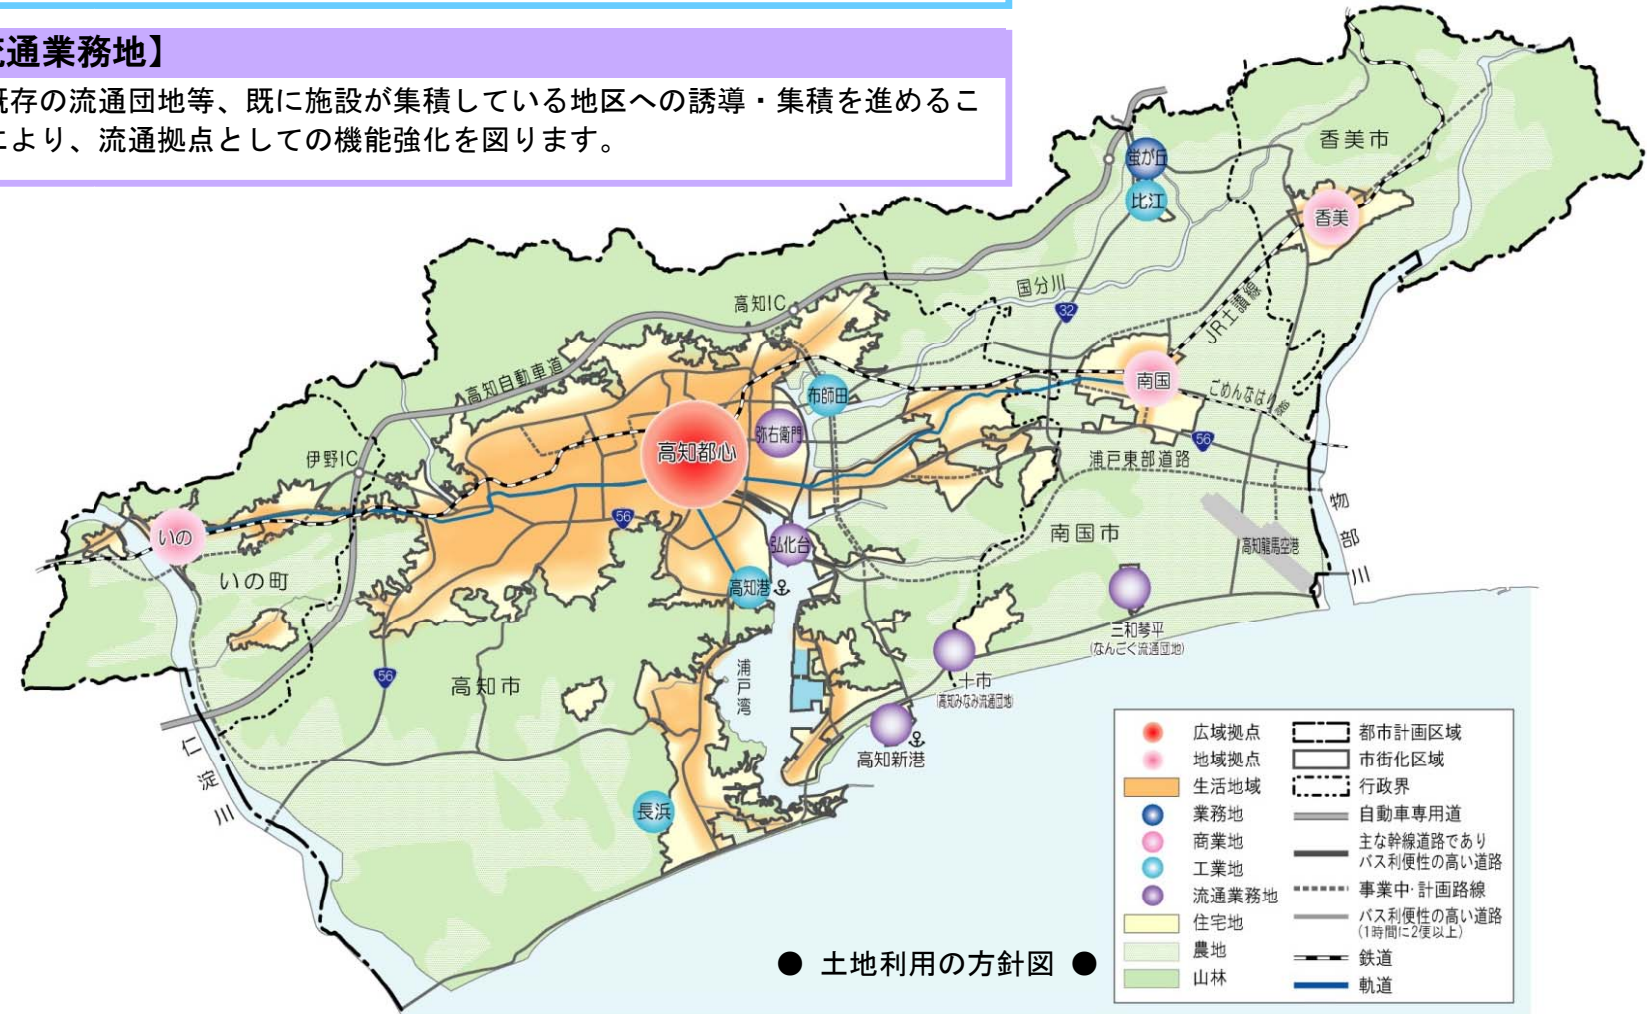 通業務地】
既存の流通団地等、既に施設が集積している地区への誘導・集積を進めるこ
により、流通拠点としての機能強化を図ります。
香美市
蛍が丘
比江
香美
国分川
高知IC
32
JR土讃線
高知自動車道
南国
ごめんなはり線
布師田
弥右衛門
高知都心
56
浦戸東部道路
伊野IC
物部川
56
南国市
いの
弘化台
高知龍馬空港
いの町
高知港
三和琴平
(なんごく流通団地)
56
高知市
浦戸湾
十市
(高知みなみ流通団地)
仁淀川
高知新港
長浜
広域拠点
地域拠点
生活地域
業務地
商業地
工業地
流通業務地
住宅地
農地
山林
都市計画区域
市街化区域
行政界
自動車専用道
主な幹線道路であり
バス利便性の高い道路
事業中・計画路線
バス利便性の高い道路
(1時間に2便以上)
鉄道
軌道
● 土地利用の方針図 ●